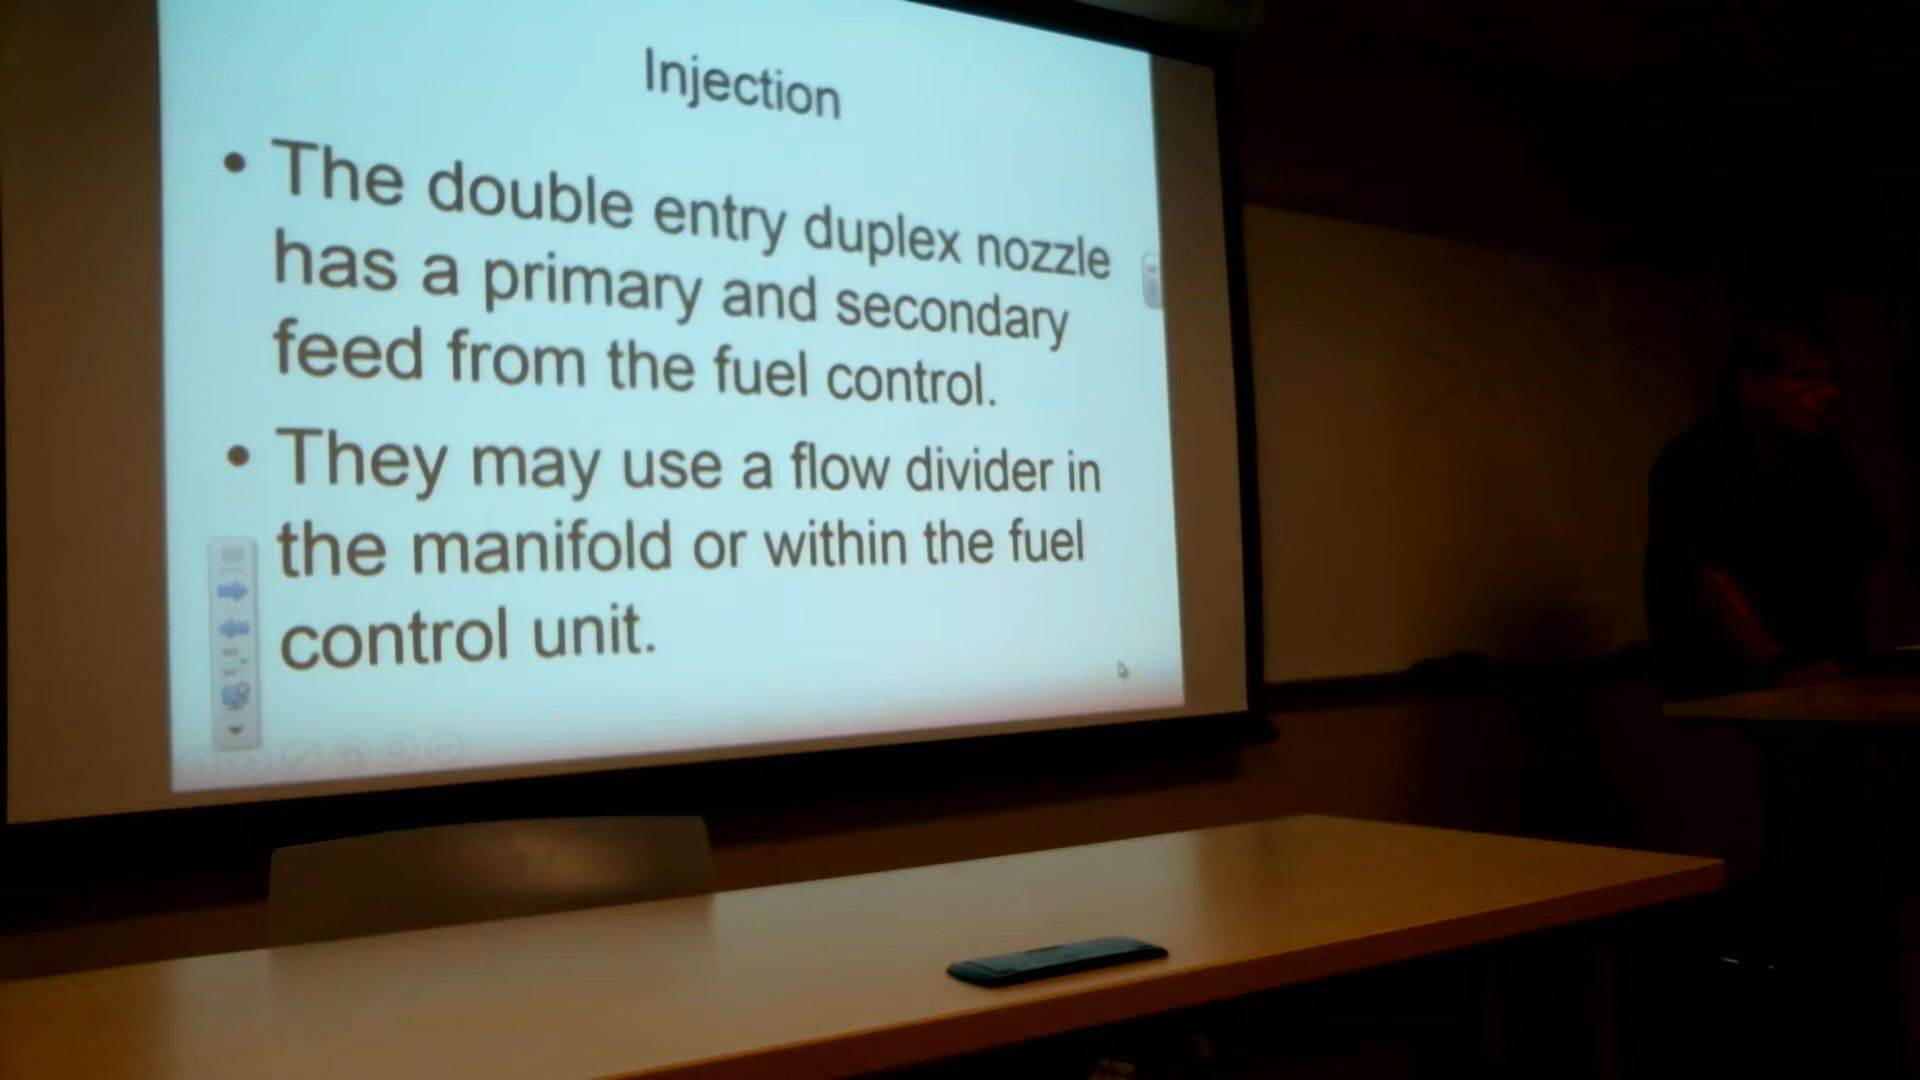 Injection
• The double entry duplex nozzle
has a primary and secondary
feed from the fuel control.
• They may use a flow divider in
the manifold or within the fuel
control unit.